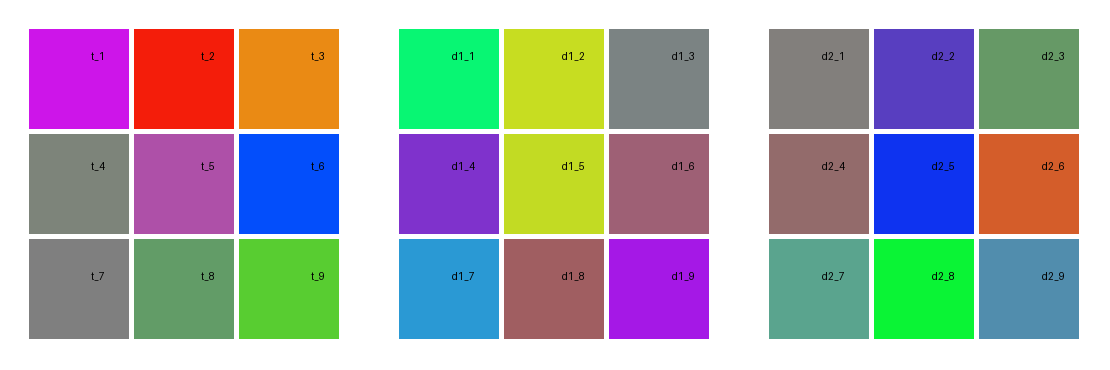 t_1 t_2 t_3 d1_1 d1_2 d1_3 d2_1 d2_2 d2_3
t_4 t_5 t_6 d1_4 d1_5 d1_6 d2_4 d2_5 d2_6
t_7 t_8 t_9 d1_7 d1_8 d1_9 d2_7 d2_8 d2_9